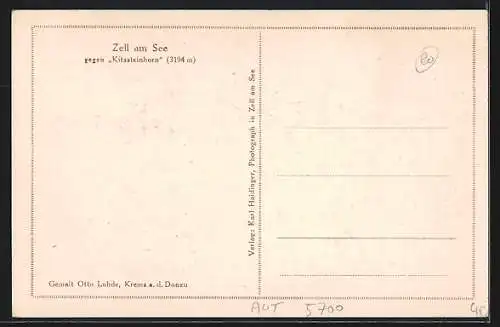 Zell am See
gegen „Kitzsteinhorn" (3194 m)
Verlag: Karl Haidinger, Photograph in Zell am See
Gemalt Otto Lohde, Krems a. d. Donau
AUT 5700